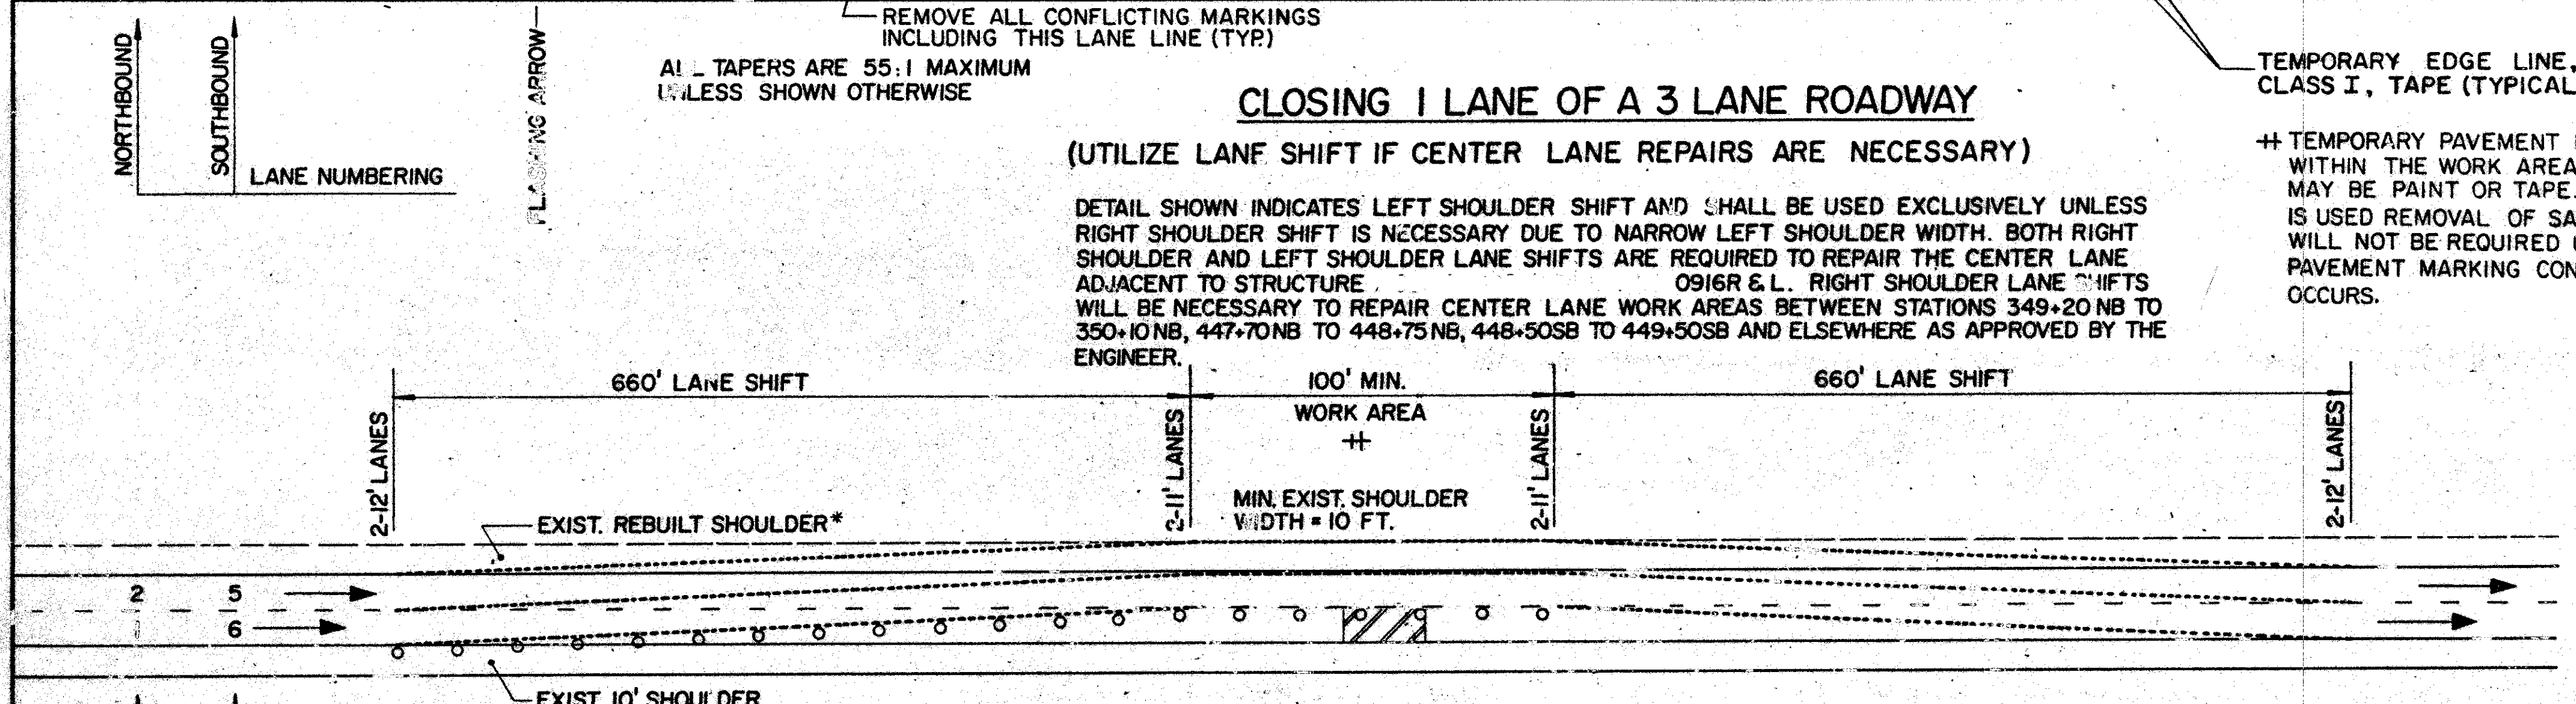 REMOVE ALL CONFLICTING MARKINGS
INCLUDING THIS LANE LINE (TYP.)
NORTHBOUND
SOUTHBOUND
LANE NUMBERING
FLASHING ARROW
ALL TAPERS ARE 55:1 MAXIMUM
UNLESS SHOWN OTHERWISE
CLOSING 1 LANE OF A 3 LANE ROADWAY
(UTILIZE LANE SHIFT IF CENTER LANE REPAIRS ARE NECESSARY)
DETAIL SHOWN INDICATES LEFT SHOULDER SHIFT AND SHALL BE USED EXCLUSIVELY UNLESS
RIGHT SHOULDER SHIFT IS NECESSARY DUE TO NARROW LEFT SHOULDER WIDTH. BOTH RIGHT
SHOULDER AND LEFT SHOULDER LANE SHIFTS ARE REQUIRED TO REPAIR THE CENTER LANE
ADJACENT TO STRUCTURE 0916R & L. RIGHT SHOULDER LANE SHIFTS
WILL BE NECESSARY TO REPAIR CENTER LANE WORK AREAS BETWEEN STATIONS 349+20 NB TO
350+10 NB, 447+70 NB TO 448+75 NB, 448+50SB TO 449+50SB AND ELSEWHERE AS APPROVED BY THE
ENGINEER.
TEMPORARY EDGE LINE,
CLASS I, TAPE (TYPICAL
TEMPORARY PAVEMENT
WITHIN THE WORK AREA
MAY BE PAINT OR TAPE.
IS USED REMOVAL OF SA
WILL NOT BE REQUIRED
PAVEMENT MARKING CON
OCCURS.
660' LANE SHIFT
100' MIN.
WORK AREA
660' LANE SHIFT
2-12' LANES
2-11' LANES
2-11' LANES
2-12' LANES
MIN. EXIST. SHOULDER
WIDTH = 10 FT.
EXIST. REBUILT SHOULDER*
2 5
6
EXIST. 10' SHOULDER